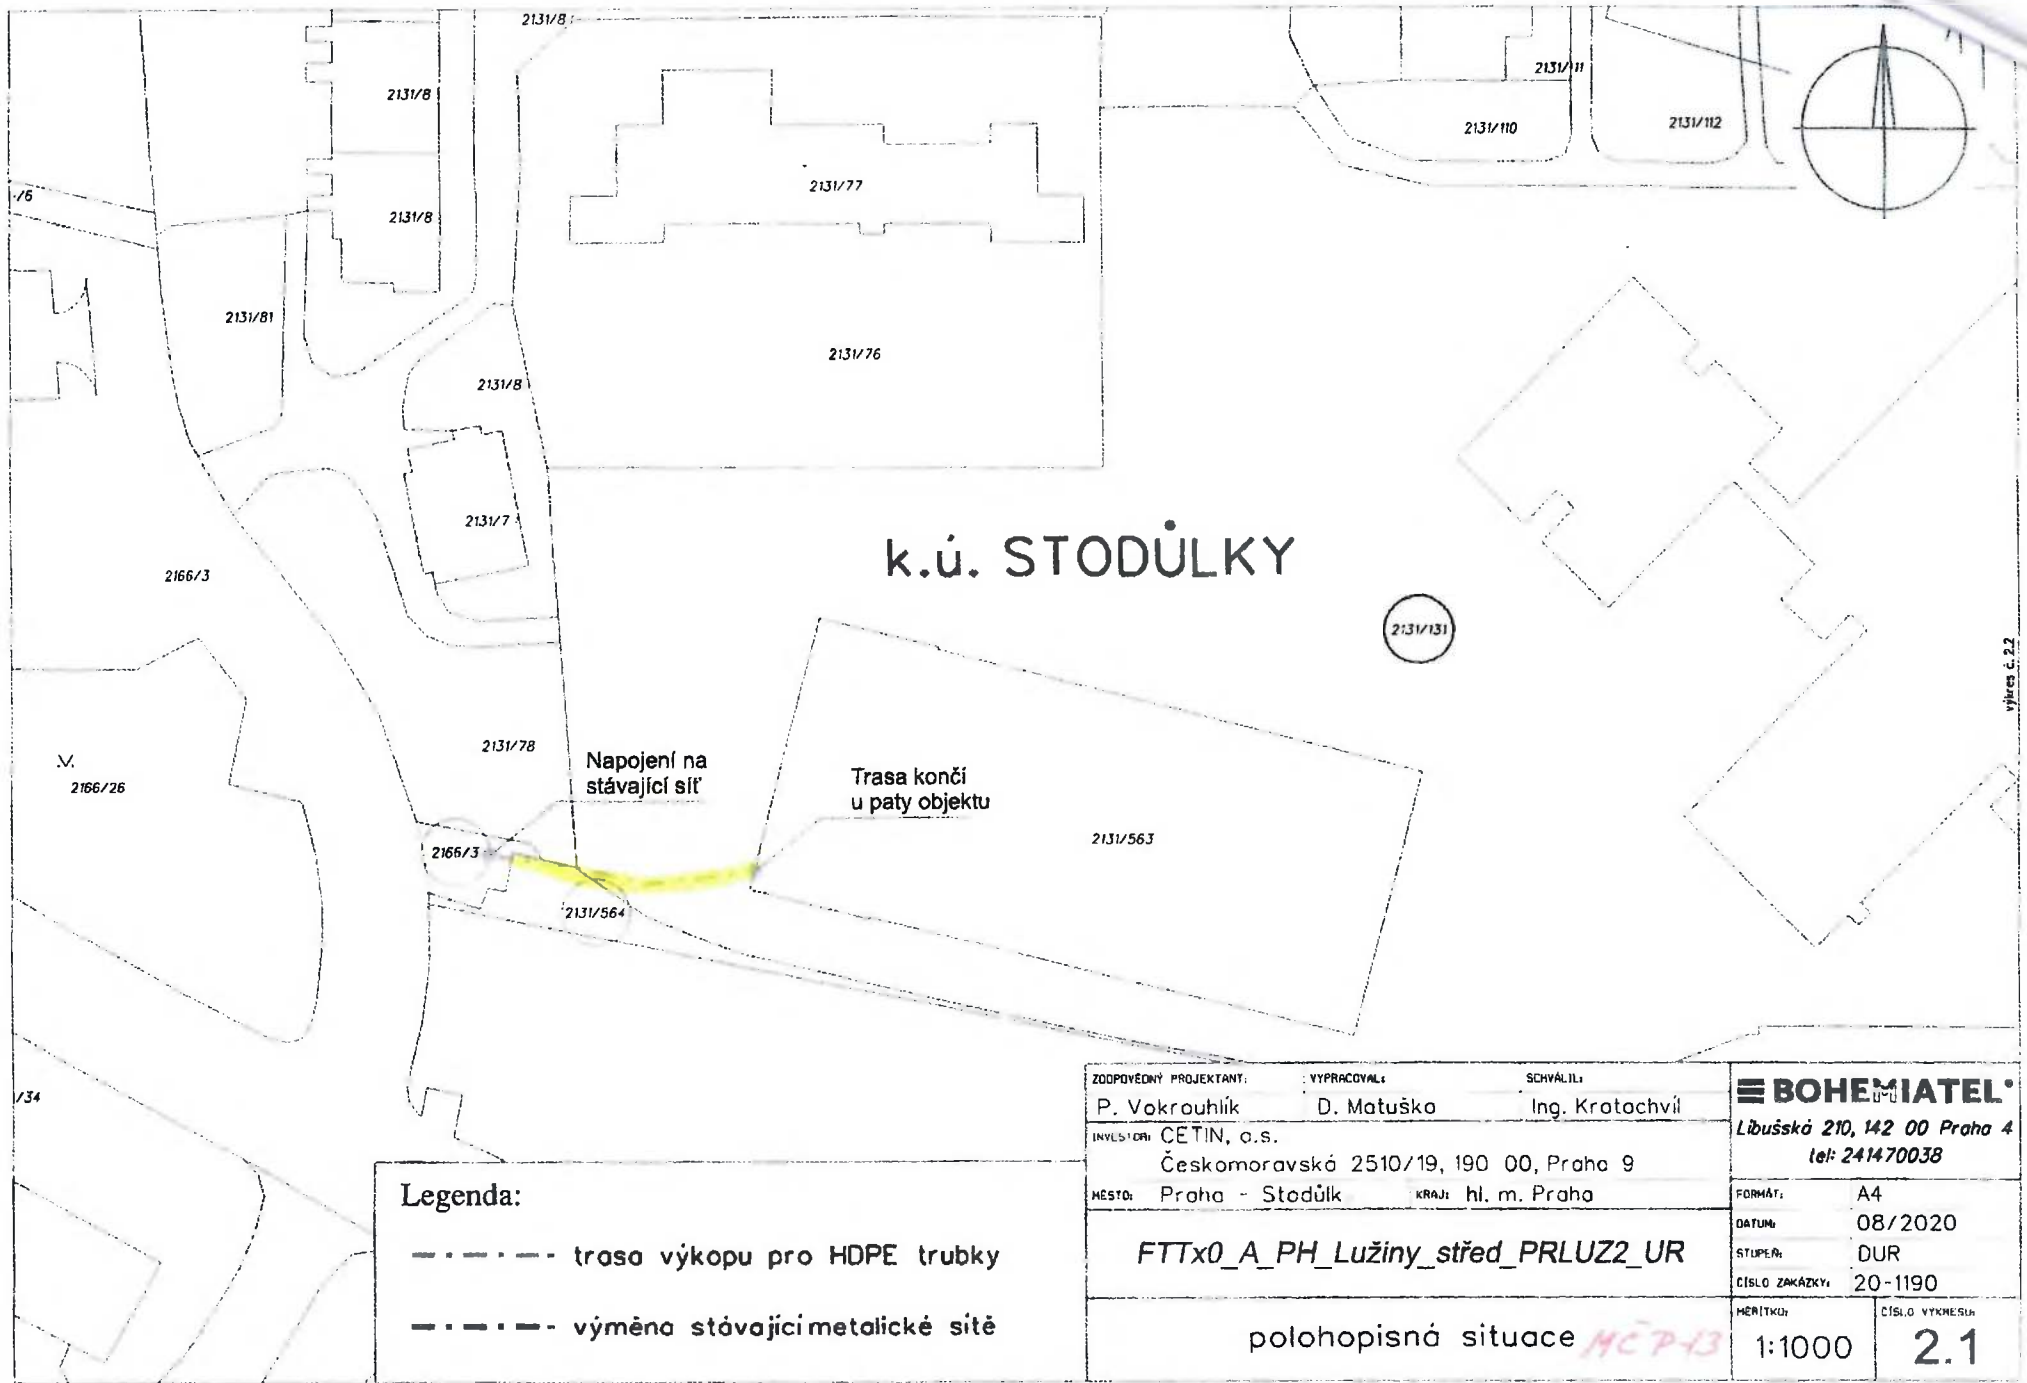 2131/8
2131/8
2131/11
2131/110
2131/112
2131/77
/6
2131/8
2131/81
2131/76
2131/8
2131/7
k.ú. STODŮLKY
2166/3
2131/131
výkres č. 2.2
2131/78
Napojení na
stávající síť
Trasa končí
u paty objektu
.V.
2166/26
2131/563
2166/3
2131/564
/34
Legenda:
trasa výkopu pro HDPE trubky
výměna stávající metalické sítě
ZODPOVĚDNÝ PROJEKTANT: VYPRACOVAL: SCHVÁLIL:
P. Vokrouhlík D. Matuška Ing. Kratochvíl
INVESTOR: CETIN, a.s.
Českomoravská 2510/19, 190 00, Praha 9
MĚSTO: Praha - Stodůlk KRAJ: hl. m. Praha
FTTx0_A_PH_Lužiny_střed_PRLUZ2_UR
polohopisná situace MČ P-13
BOHEMIATEL
Libušská 210, 142 00 Praha 4
tel: 241470038
FORMÁT: A4
DATUM: 08/2020
STUPEŇ: DUR
ČÍSLO ZAKÁZKY: 20-1190
MĚŘÍTKO: ČÍSLO VÝKRESU:
1:1000 2.1